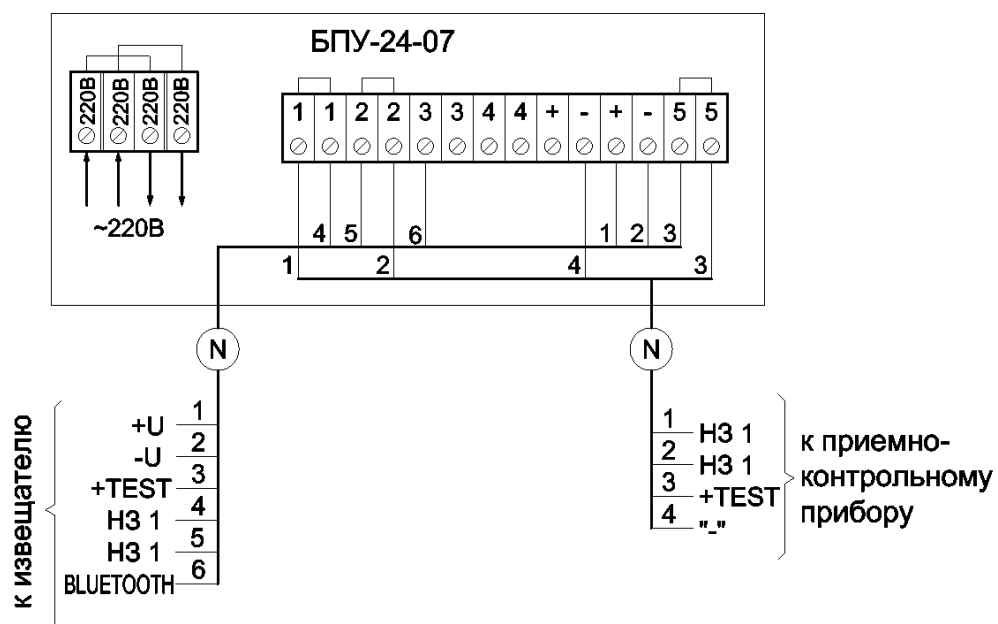 БПУ-24-07
220В 220В 220В 220В
1 1 2 2 3 3 4 4 + - + - 5 5
~220В
4 5 6 1 2 3
1 2 4 3
N N
к извещателю
1 +U
2 -U
3 +TEST
4 НЗ 1
5 НЗ 1
6 BLUETOOTH
1 НЗ 1
2 НЗ 1
3 +TEST
4 "-"
к приемно-
контрольному
прибору